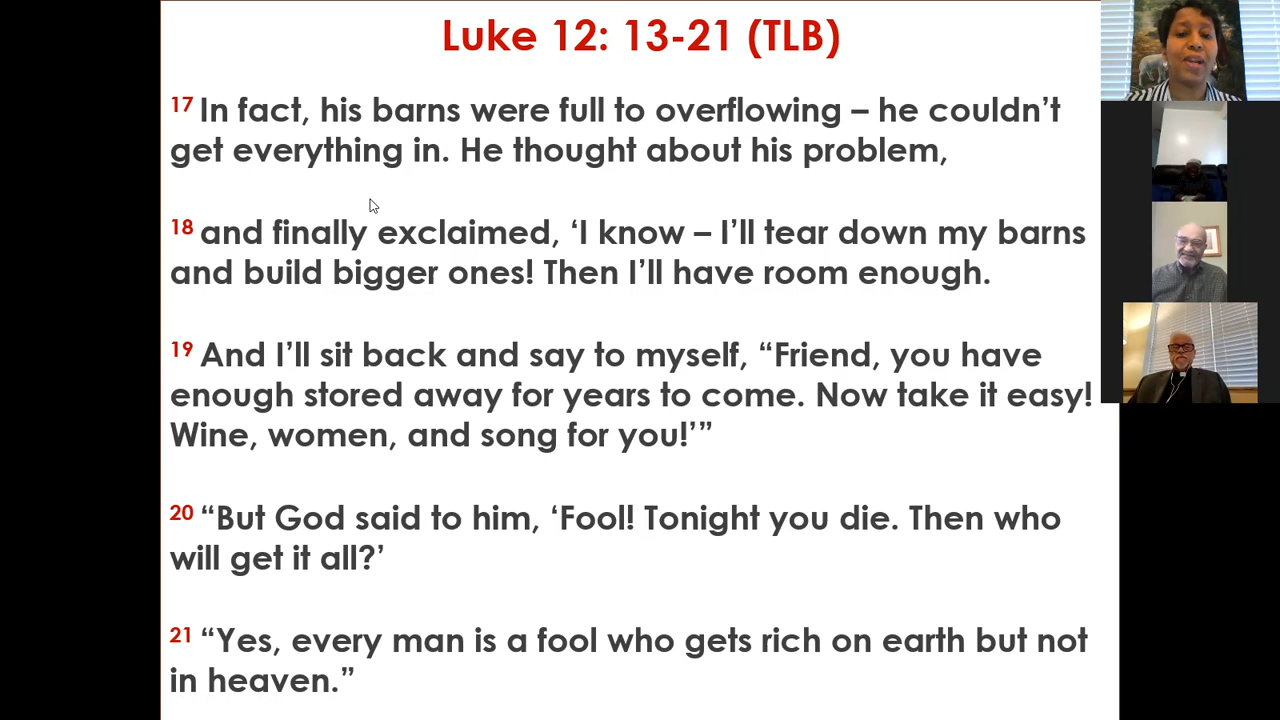 Luke 12: 13-21 (TLB)
17 In fact, his barns were full to overflowing – he couldn’t
get everything in. He thought about his problem,
18 and finally exclaimed, ‘I know – I’ll tear down my barns
and build bigger ones! Then I’ll have room enough.
19 And I’ll sit back and say to myself, “Friend, you have
enough stored away for years to come. Now take it easy!
Wine, women, and song for you!’”
20 “But God said to him, ‘Fool! Tonight you die. Then who
will get it all?’
21 “Yes, every man is a fool who gets rich on earth but not
in heaven.”